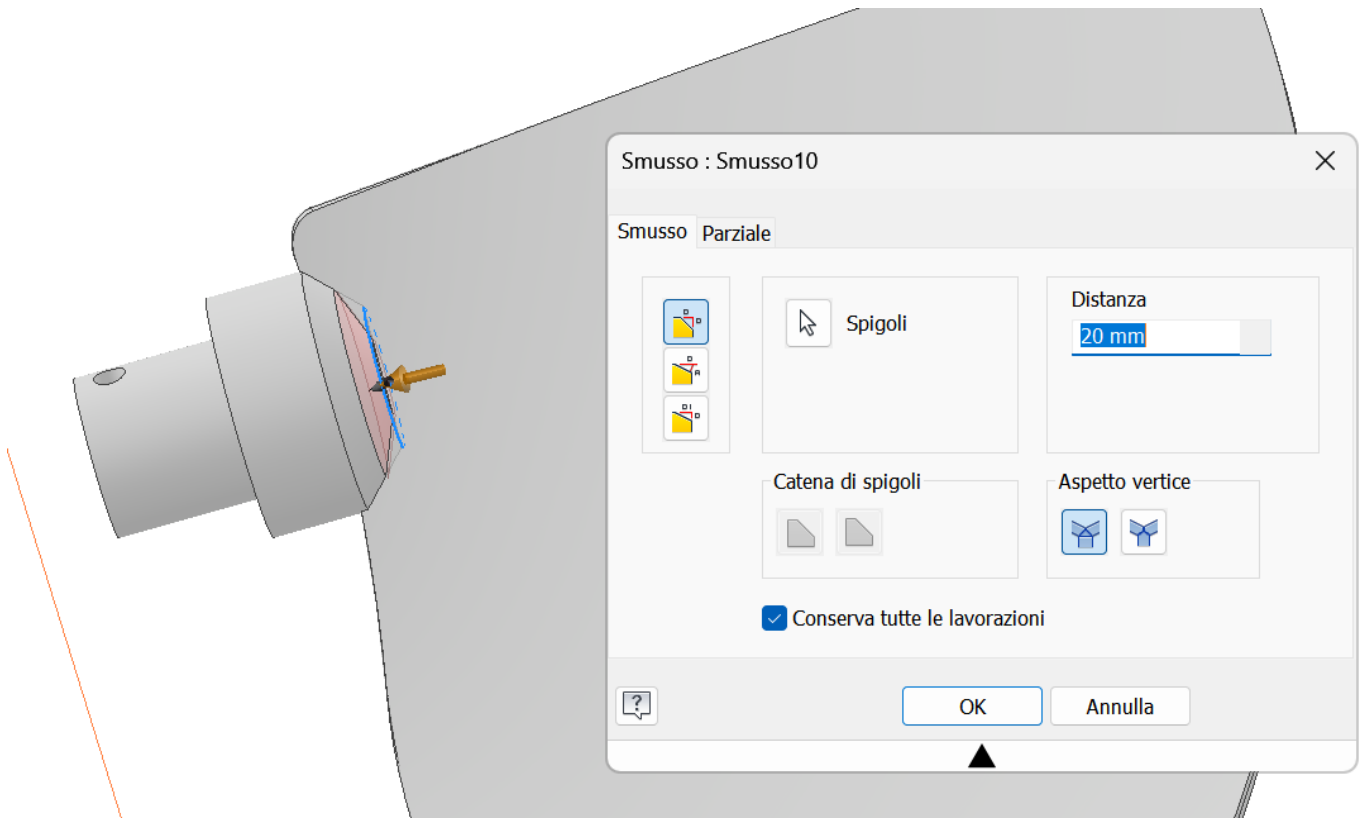 Smusso : Smusso10
Smusso
Parziale
Spigoli
Distanza
20 mm
Catena di spigoli
Aspetto vertice
Conserva tutte le lavorazioni
OK
Annulla